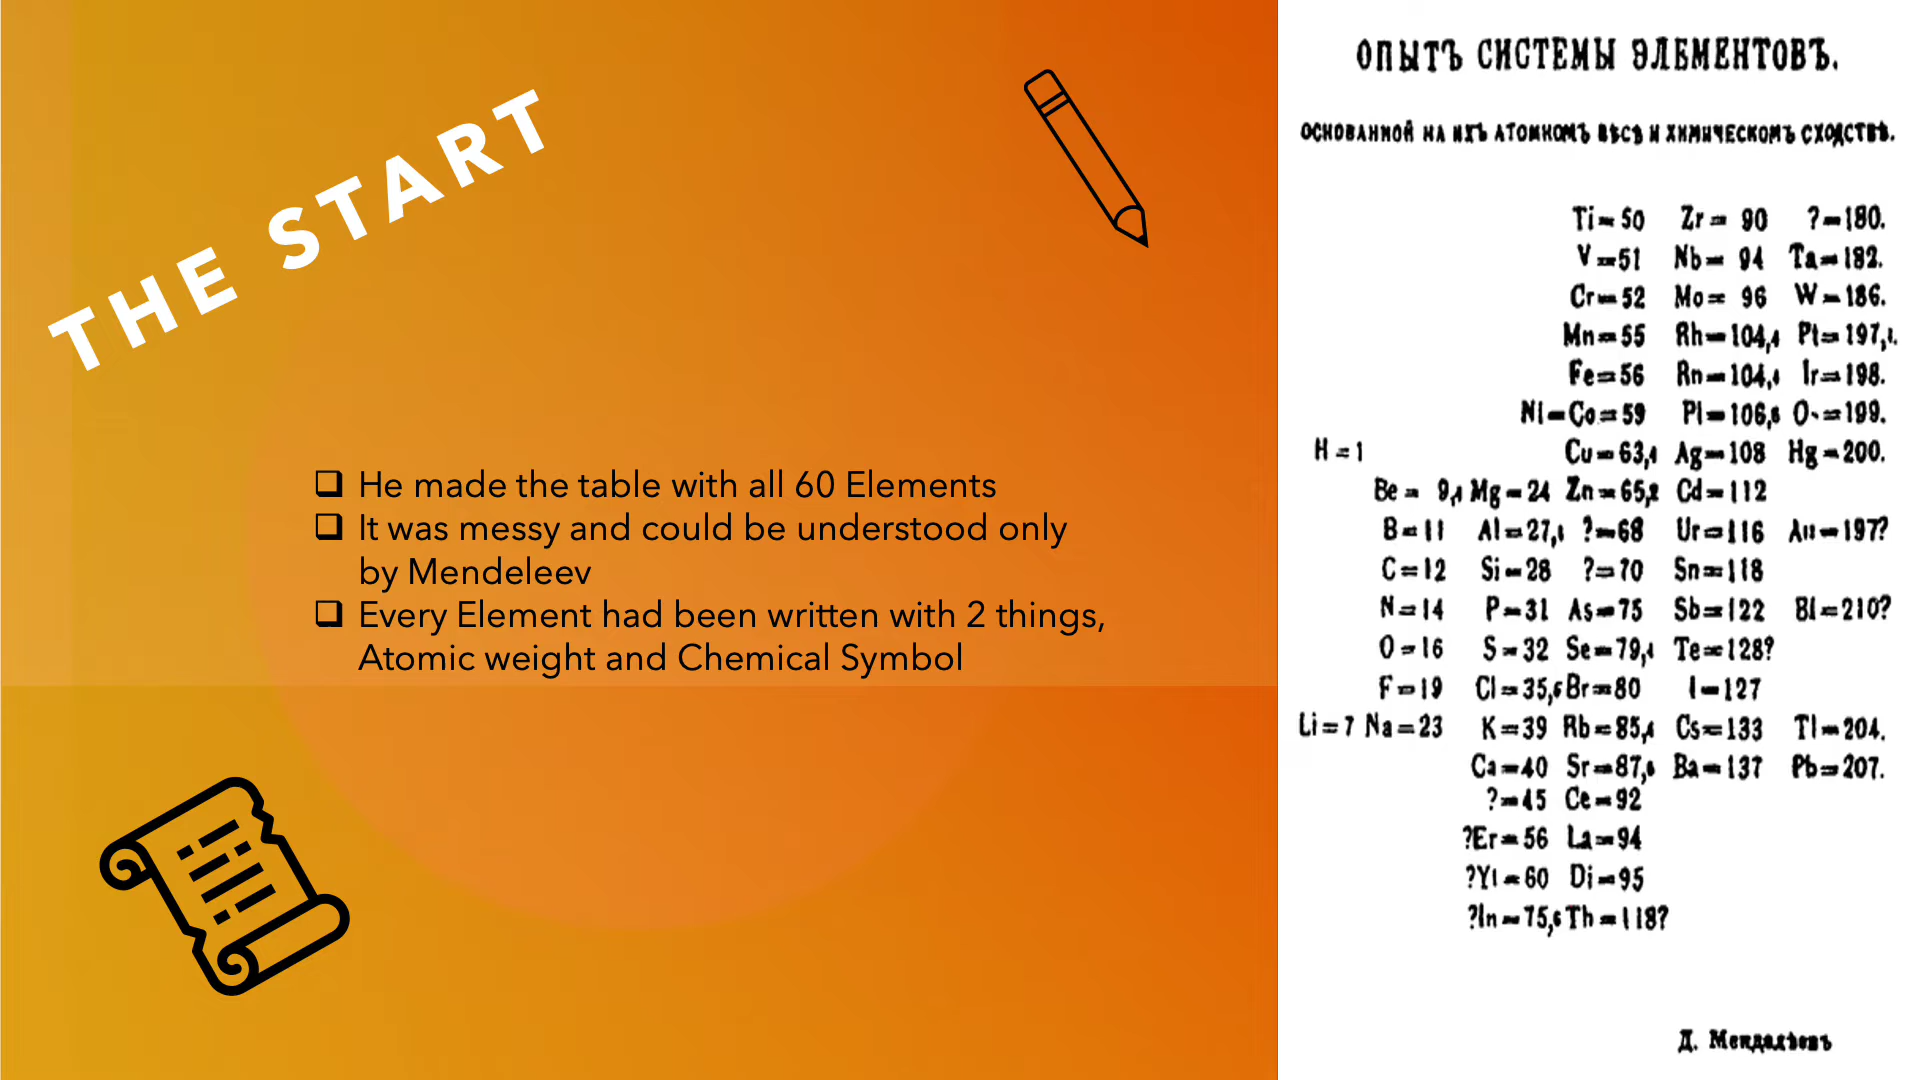 THE START
He made the table with all 60 Elements
It was messy and could be understood only
by Mendeleev
Every Element had been written with 2 things,
Atomic weight and Chemical Symbol
ОПЫТЪ СИСТЕМЫ ЭЛЕМЕНТОВЪ.
ОСНОВАННОЙ НА ИХЪ АТОМНОМЪ ВѢСѢ И ХИМИЧЕСКОМЪ СХОДСТВѢ.
Ti=50 Zr= 90 ?=180.
V=51 Nb= 94 Ta=182.
Cr=52 Mo= 96 W=186.
Mn=55 Rh=104,4 Pt=197,1.
Fe=56 Rn=104,4 Ir=198.
Ni=Co=59 Pl=106,6 O-=199.
H=1 Cu=63,4 Ag=108 Hg=200.
Be= 9,4 Mg=24 Zn=65,2 Cd=112
B=11 Al=27,4 ?=68 Ur=116 Au=197?
C=12 Si=28 ?=70 Sn=118
N=14 P=31 As=75 Sb=122 Bi=210?
O=16 S=32 Se=79,4 Te=128?
F=19 Cl=35,5 Br=80 I=127
Li=7 Na=23 K=39 Rb=85,4 Cs=133 Tl=204.
Ca=40 Sr=87,6 Ba=137 Pb=207.
?=45 Ce=92
?Er=56 La=94
?Yt=60 Di=95
?In=75,6 Th=118?
Д. Менделѣевъ